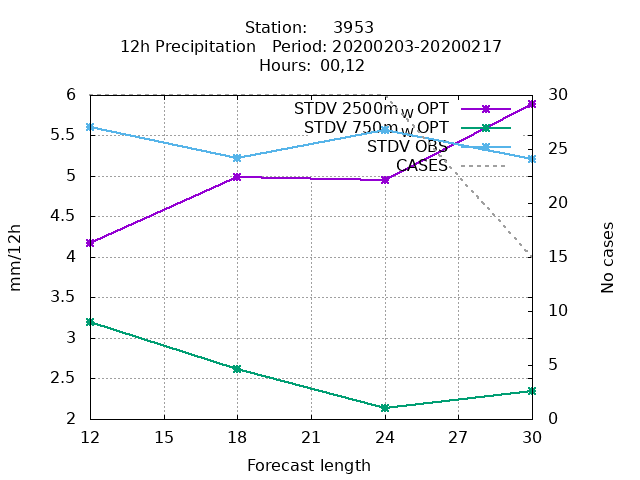 Station: 3953
12h Precipitation Period: 20200203-20200217
Hours: 00,12
STDV 2500m_W OPT
STDV 750m_W OPT
STDV OBS
CASES
mm/12h
6
5.5
5
4.5
4
3.5
3
2.5
2
30
25
20
15
10
5
0
No cases
12 15 18 21 24 27 30
Forecast length